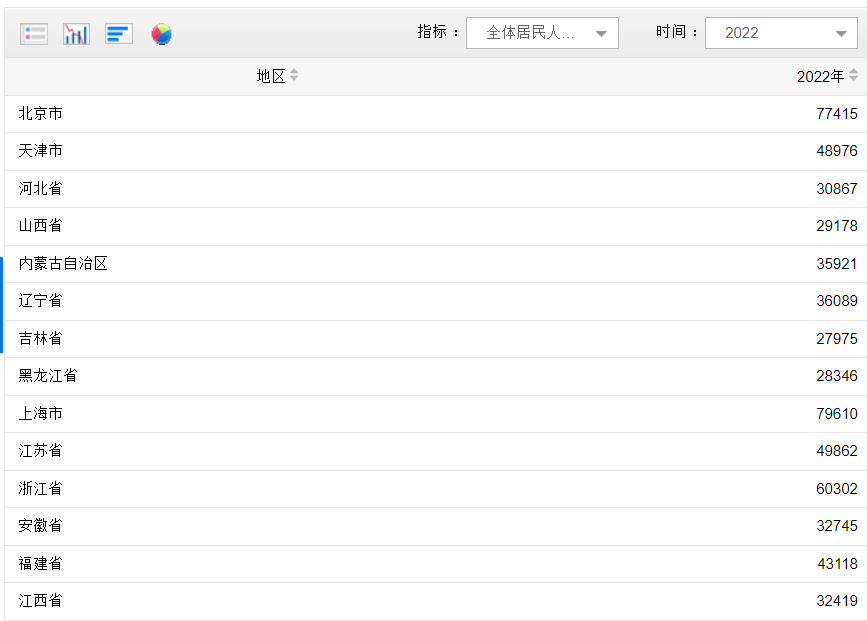 指标： 全体居民人... 时间： 2022
地区 2022年
北京市 77415
天津市 48976
河北省 30867
山西省 29178
内蒙古自治区 35921
辽宁省 36089
吉林省 27975
黑龙江省 28346
上海市 79610
江苏省 49862
浙江省 60302
安徽省 32745
福建省 43118
江西省 32419